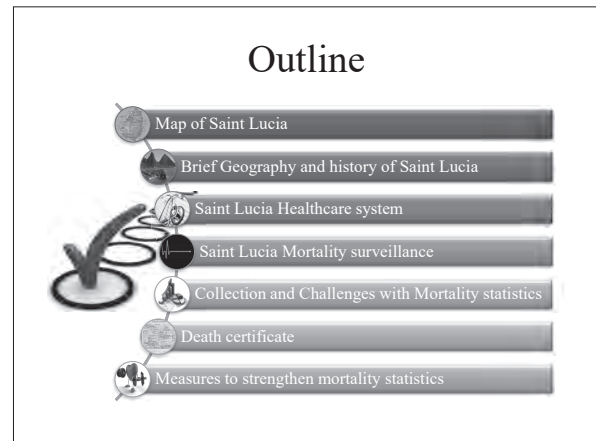 Outline
Map of Saint Lucia
Brief Geography and history of Saint Lucia
Saint Lucia Healthcare system
Saint Lucia Mortality surveillance
Collection and Challenges with Mortality statistics
Death certificate
Measures to strengthen mortality statistics